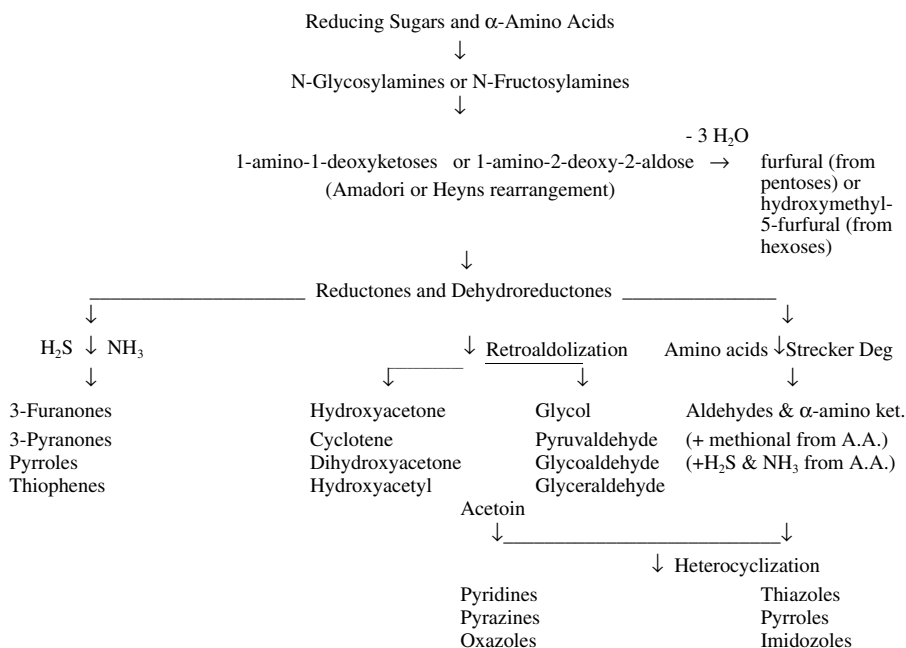 Reducing Sugars and α-Amino Acids
↓
N-Glycosylamines or N-Fructosylamines
↓
- 3 H₂O
1-amino-1-deoxyketoses or 1-amino-2-deoxy-2-aldose → furfural (from
(Amadori or Heyns rearrangement) pentoses) or
hydroxymethyl-
5-furfural (from
hexoses)
↓
Reductones and Dehydroreductones
↓ ↓
H₂S ↓ NH₃ ↓ Retroaldolization Amino acids ↓ Strecker Deg
↓ ↓ ↓ ↓
3-Furanones Hydroxyacetone Glycol Aldehydes & α-amino ket.
3-Pyranones Cyclotene Pyruvaldehyde (+ methional from A.A.)
Pyrroles Dihydroxyacetone Glycoaldehyde (+H₂S & NH₃ from A.A.)
Thiophenes Hydroxyacetyl Glyceraldehyde
Acetoin
↓ ↓
↓ Heterocyclization
Pyridines Thiazoles
Pyrazines Pyrroles
Oxazoles Imidozoles